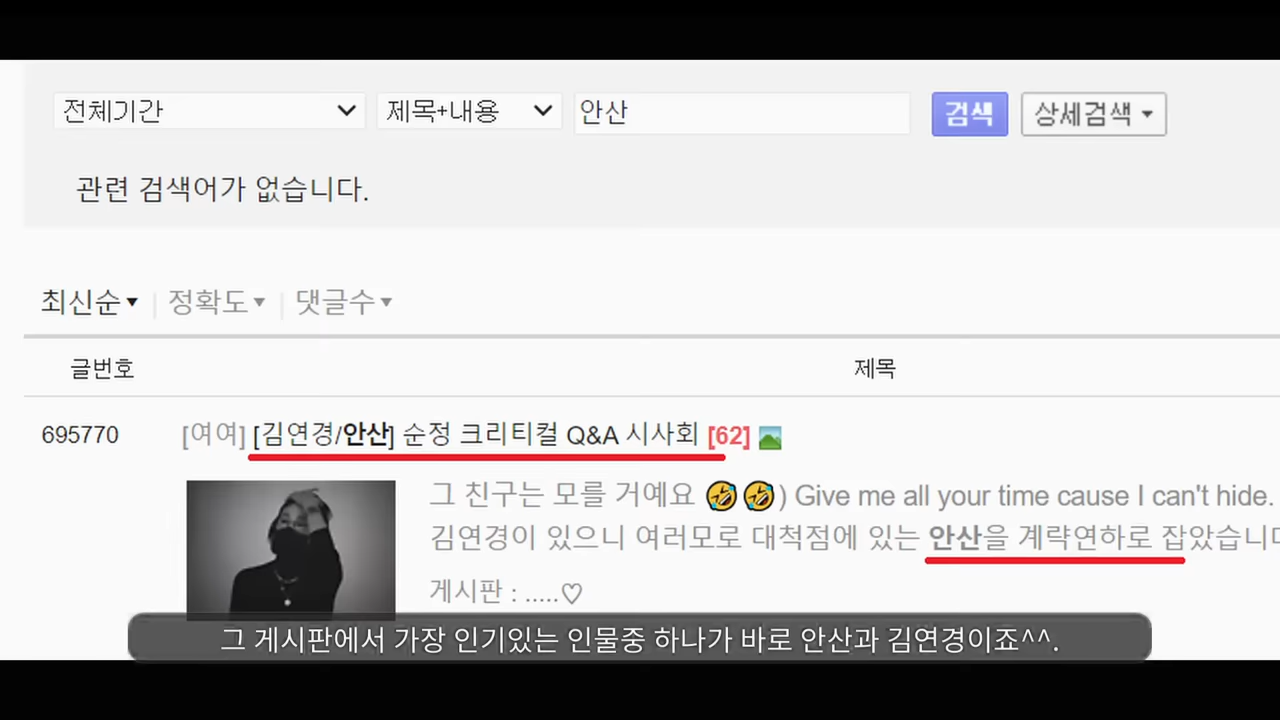 전체기간 제목+내용 안산 검색 상세검색
관련 검색어가 없습니다.
최신순 정확도 댓글수
글번호 제목
695770 [여여] [김연경/안산] 순정 크리티컬 Q&A 시사회 [62]
그 친구는 모를 거예요 🤣🤣) Give me all your time cause I can't hide.
김연경이 있으니 여러모로 대척점에 있는 안산을 계략연하로 잡았습니다
게시판 : .....♡
그 게시판에서 가장 인기있는 인물중 하나가 바로 안산과 김연경이죠^^.